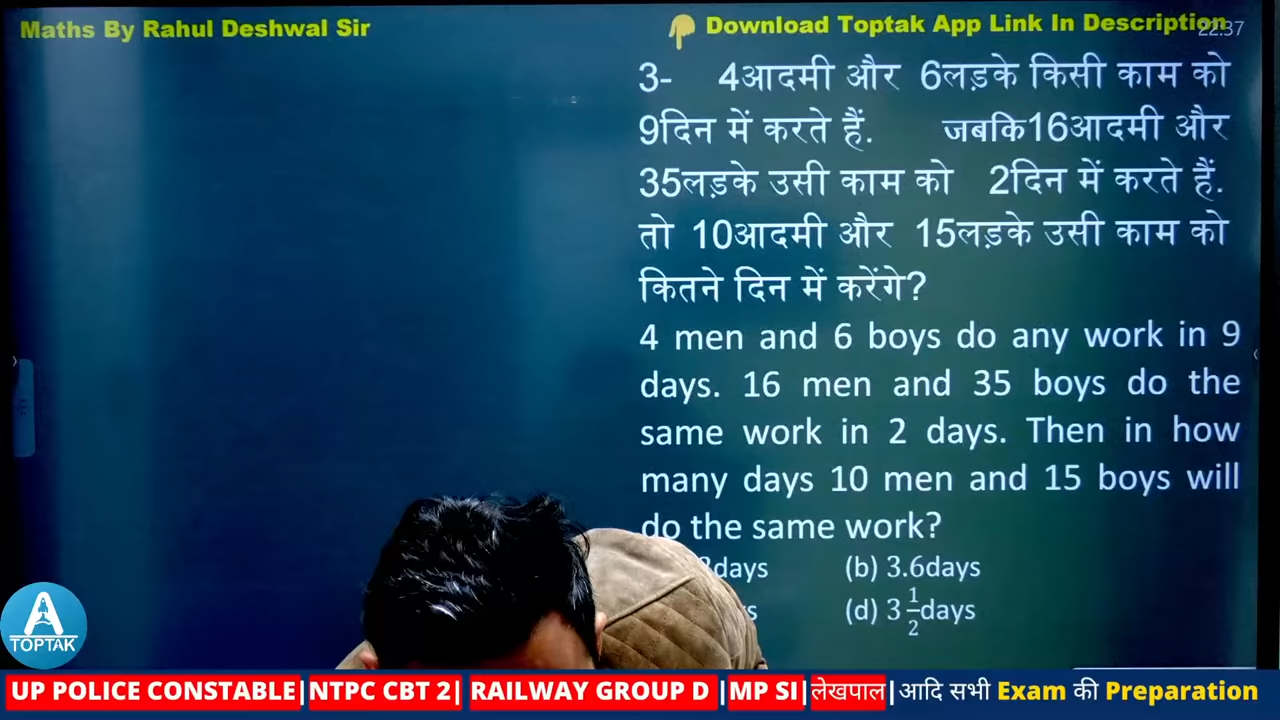 Maths By Rahul Deshwal Sir
Download Toptak App Link In Description
22:37
3- 4आदमी और 6लड़के किसी काम को
9दिन में करते हैं. जबकि16आदमी और
35लड़के उसी काम को 2दिन में करते हैं.
तो 10आदमी और 15लड़के उसी काम को
कितने दिन में करेंगे?
4 men and 6 boys do any work in 9
days. 16 men and 35 boys do the
same work in 2 days. Then in how
many days 10 men and 15 boys will
do the same work?
days (b) 3.6days
(d) 3 1/2 days
TOPTAK
UP POLICE CONSTABLE| NTPC CBT 2| RAILWAY GROUP D |MP SI|लेखपाल|आदि सभी Exam की Preparation